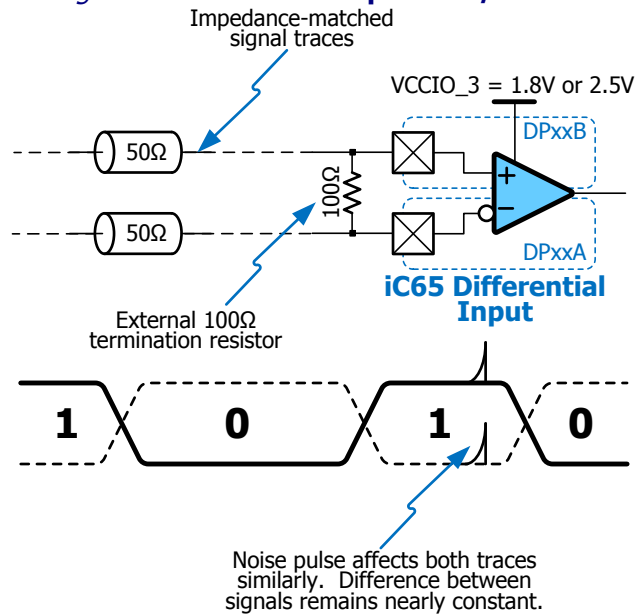 Impedance-matched
signal traces
VCCIO_3 = 1.8V or 2.5V
DPxxB
50Ω
100Ω
+
–
50Ω
DPxxA
iC65 Differential
Input
External 100Ω
termination resistor
1 0 1 0
Noise pulse affects both traces
similarly. Difference between
signals remains nearly constant.